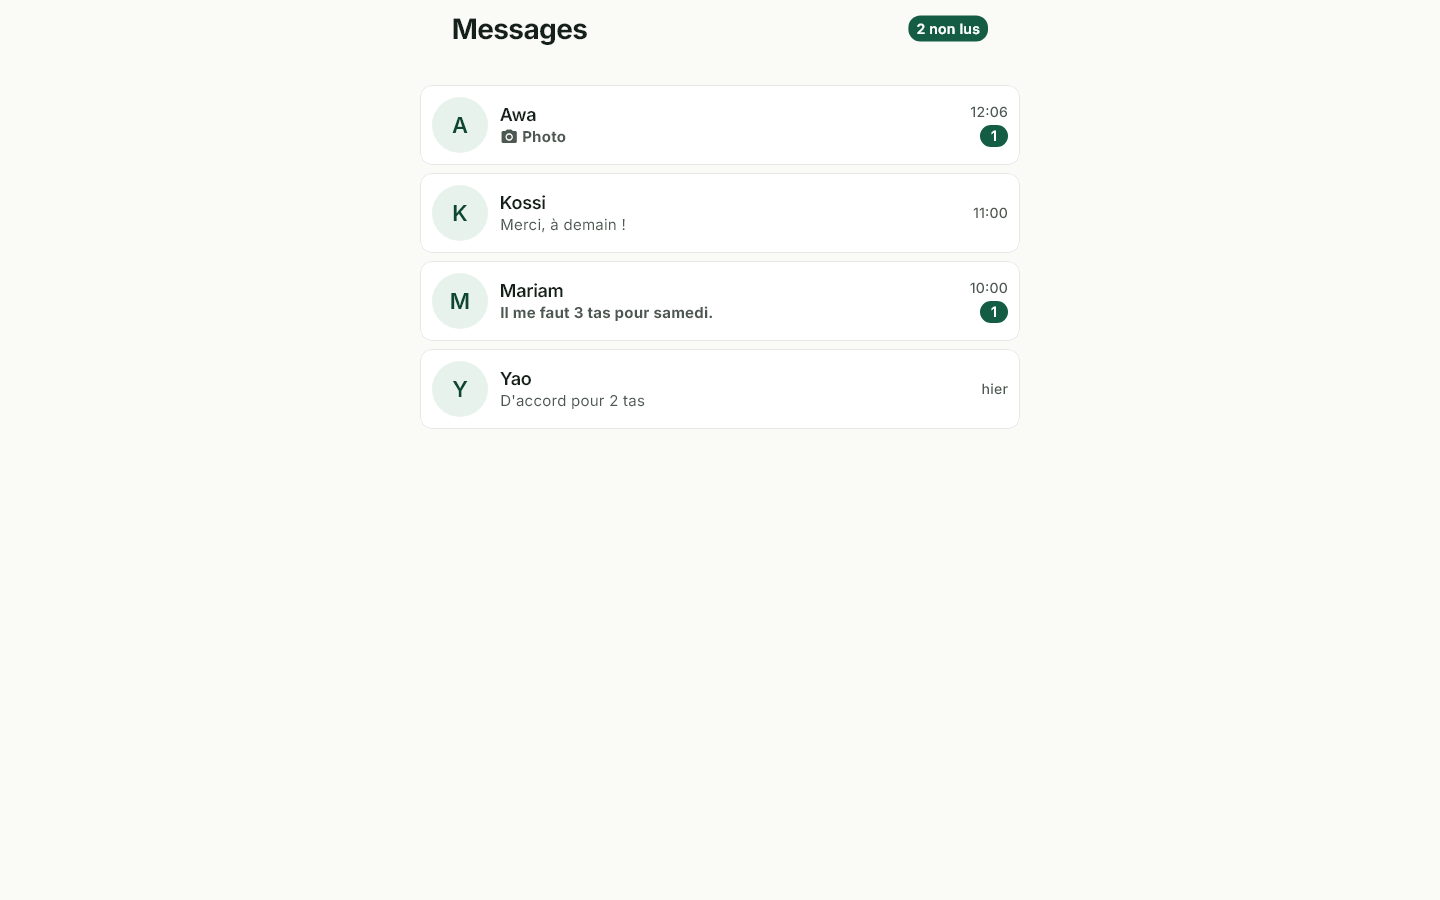 Messages
2 non lus
A
Awa
12:06
Photo
1
K
Kossi
Merci, à demain !
11:00
M
Mariam
10:00
Il me faut 3 tas pour samedi.
1
Y
Yao
D'accord pour 2 tas
hier